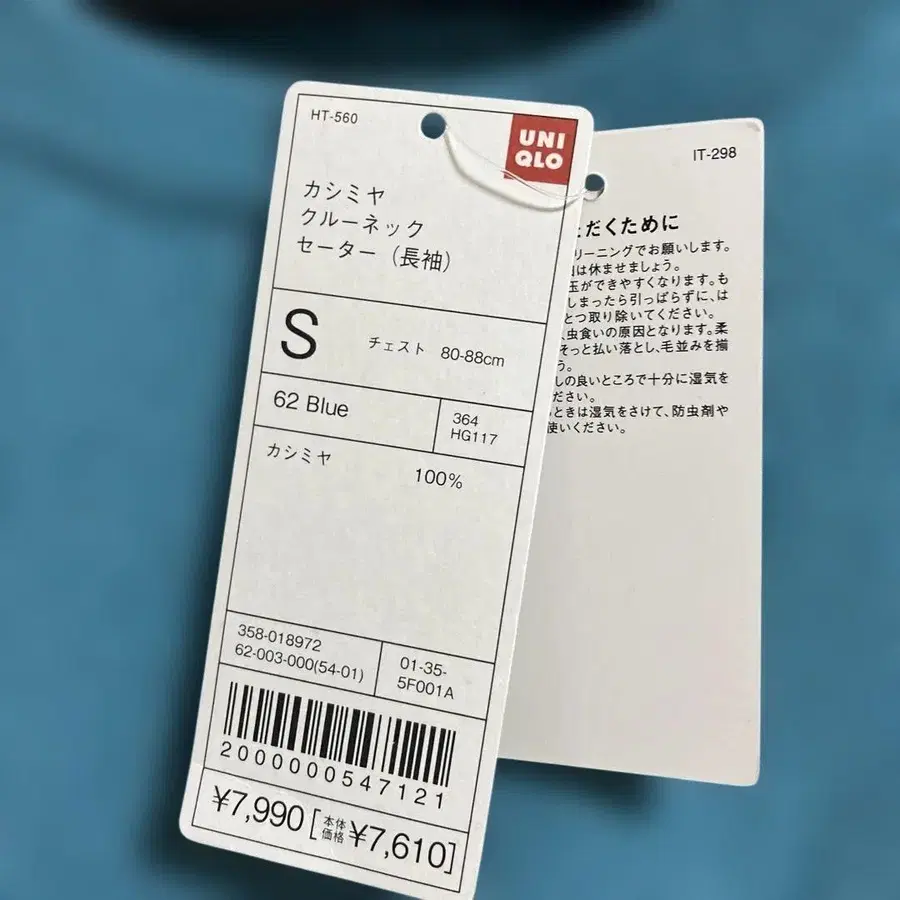 HT-560
UNI
QLO
カシミヤ
クルーネック
セーター（長袖）
S チェスト 80-88cm
62 Blue
364
HG117
カシミヤ 100%
358-018972
62-003-000(54-01)
01-35-
5F001A
2000000547121
¥7,990[本体価格¥7,610]
IT-298
だくために
リーニングでお願いします。
は休ませましょう。
玉ができやすくなります。も
しまったら引っぱらずに、は
とつ取り除いてください。
虫食いの原因となります。柔
そっと払い落とし、毛並みを揃
う。
しの良いところで十分に湿気を
ださい。
ときは湿気をさけて、防虫剤や
使いください。